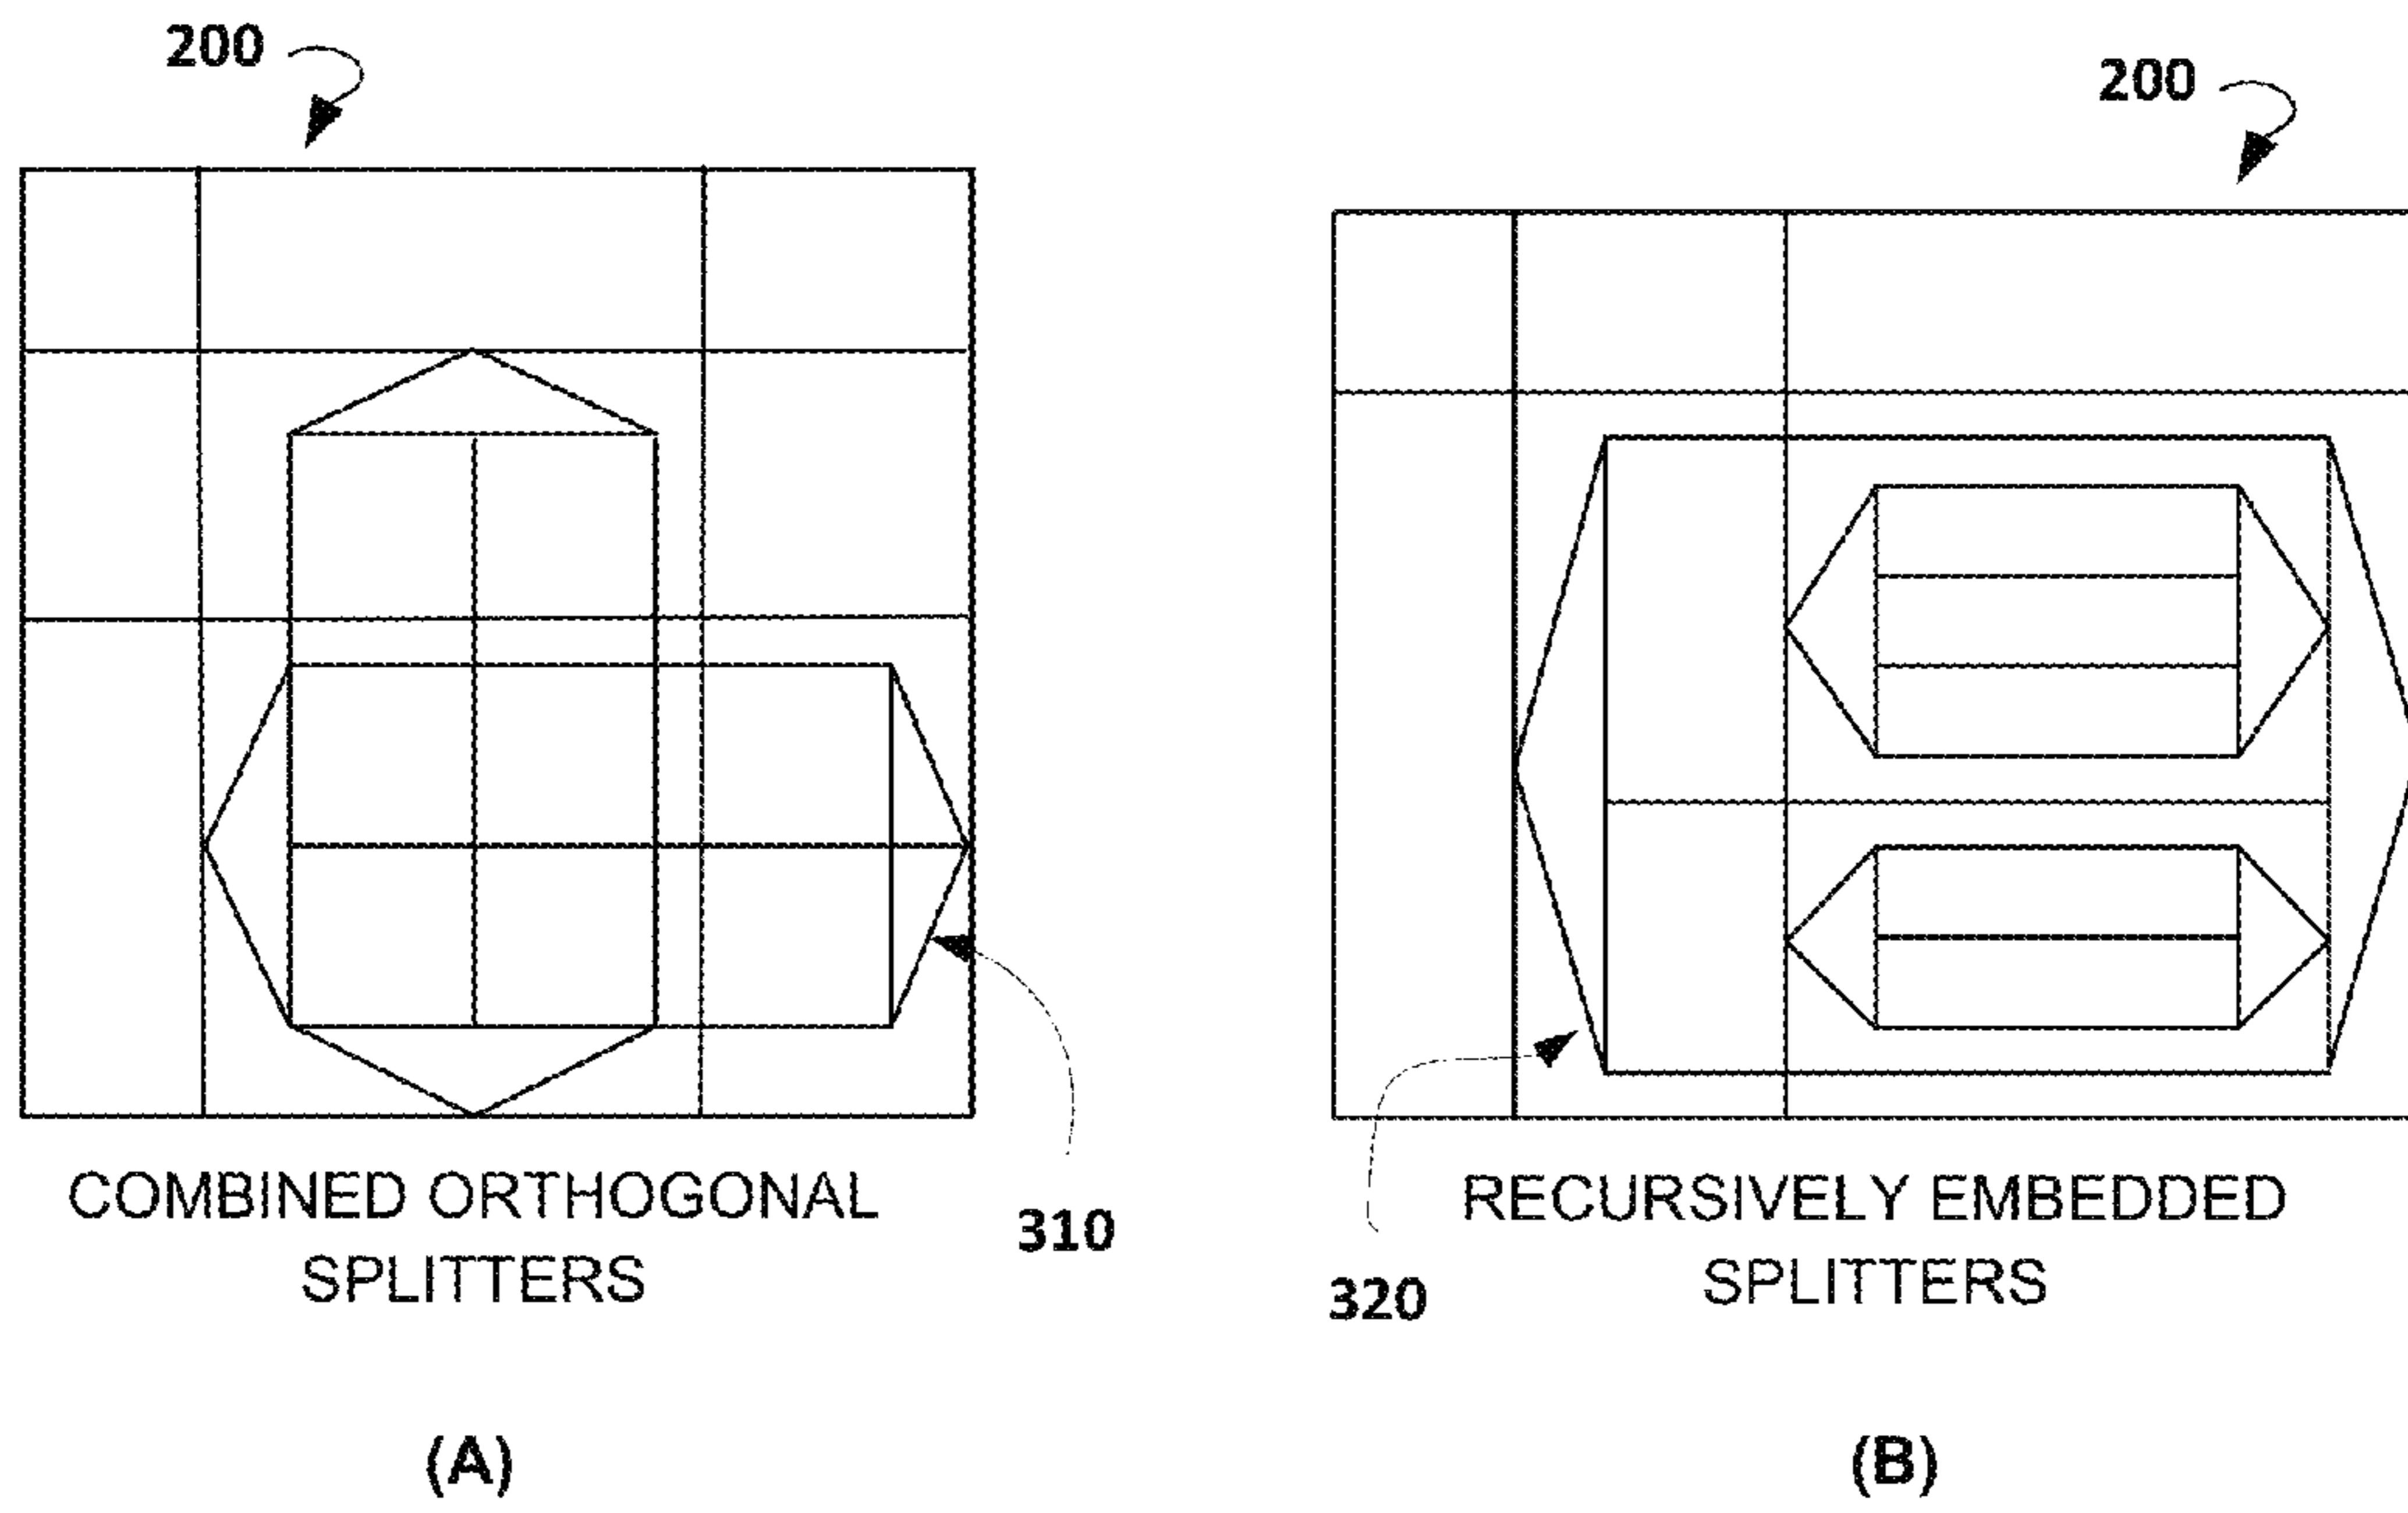 200
200
COMBINED ORTHOGONAL
SPLITTERS
310
RECURSIVELY EMBEDDED
SPLITTERS
320
(A)
(B)